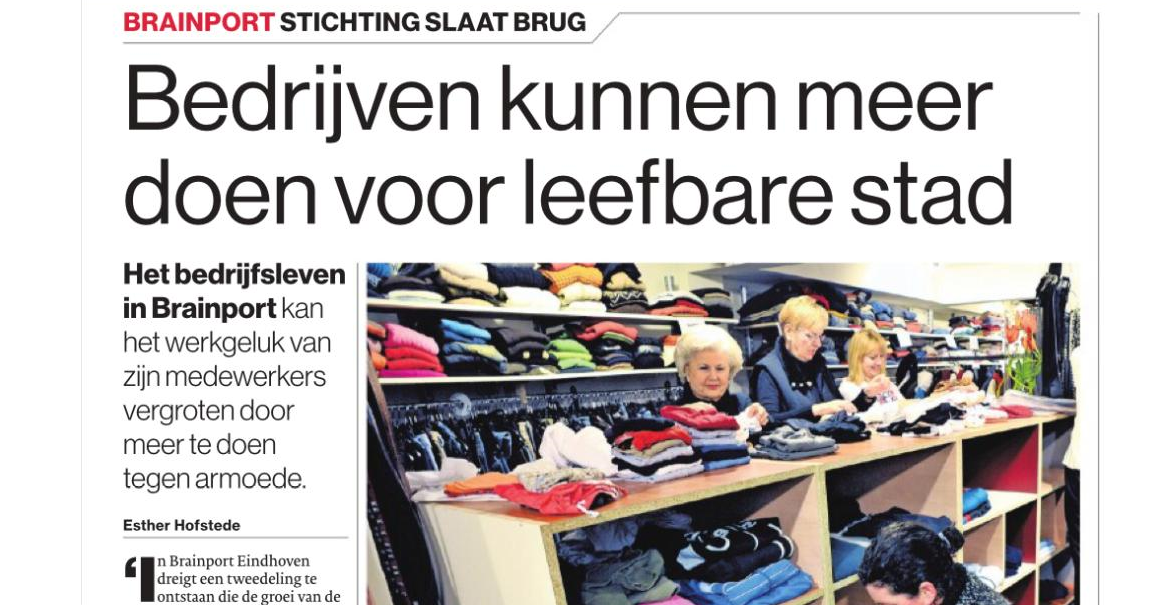 BRAINPORT STICHTING SLAAT BRUG
Bedrijven kunnen meer
doen voor leefbare stad
Het bedrijfsleven
in Brainport kan
het werkgeluk van
zijn medewerkers
vergroten door
meer te doen
tegen armoede.
Esther Hofstede
‘In Brainport Eindhoven
dreigt een tweedeling te
ontstaan die de groei van de